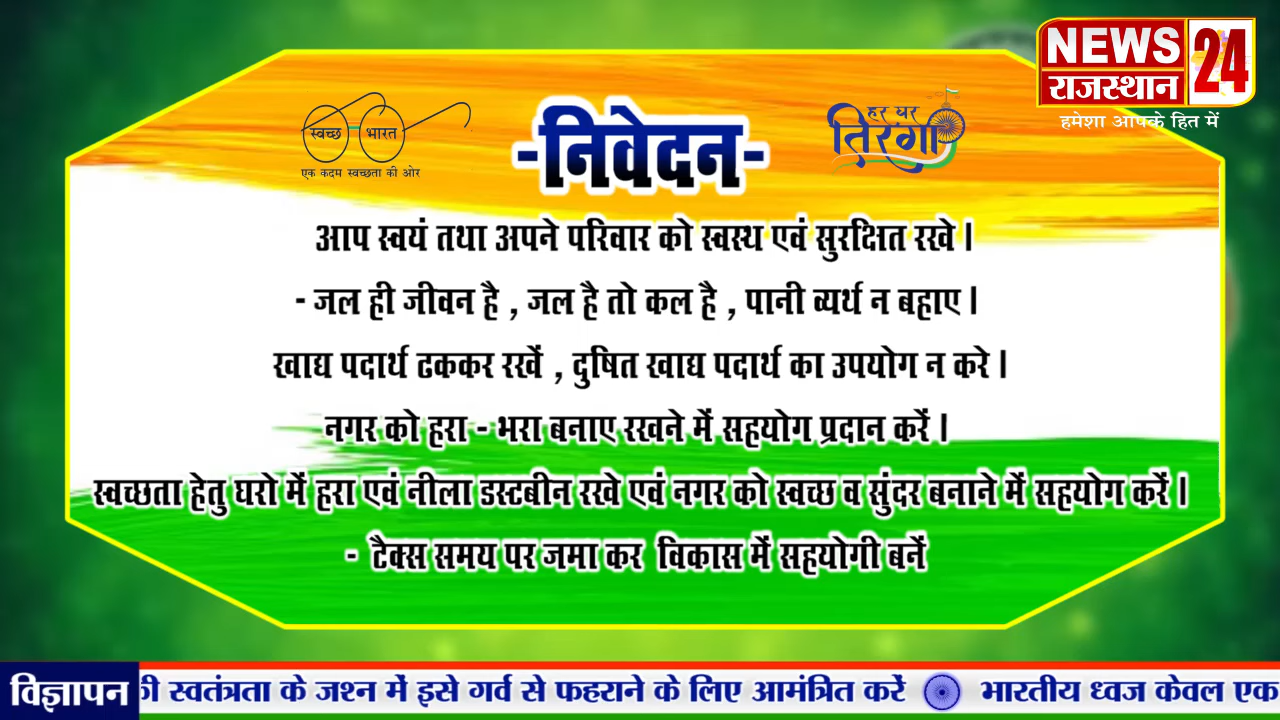 NEWS 24
राजस्थान
हमेशा आपके हित में
स्वच्छ भारत
एक कदम स्वच्छता की ओर
-निवेदन-
हर घर
तिरंगा
आप स्वयं तथा अपने परिवार को स्वस्थ एवं सुरक्षित रखे ।
- जल ही जीवन है , जल है तो कल है , पानी व्यर्थ न बहाए ।
खाद्य पदार्थ ढककर रखें , दुषित खाद्य पदार्थ का उपयोग न करे ।
नगर को हरा - भरा बनाए रखने में सहयोग प्रदान करें ।
स्वच्छता हेतु घरो में हरा एवं नीला डस्टबीन रखे एवं नगर को स्वच्छ व सुंदर बनाने में सहयोग करें ।
- टैक्स समय पर जमा कर विकास में सहयोगी बनें
विज्ञापन की स्वतंत्रता के जश्न में इसे गर्व से फहराने के लिए आमंत्रित करें भारतीय ध्वज केवल एक